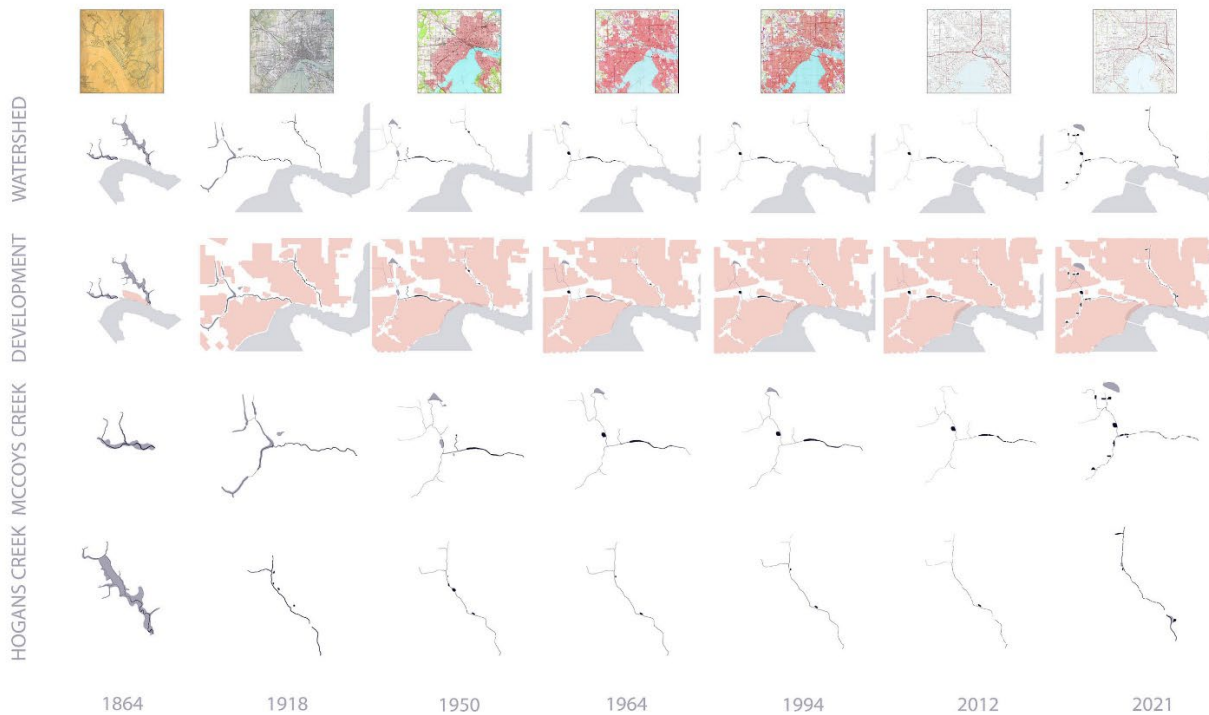 WATERSHED
DEVELOPMENT
MCCOYS CREEK
HOGANS CREEK
1864
1918
1950
1964
1994
2012
2021